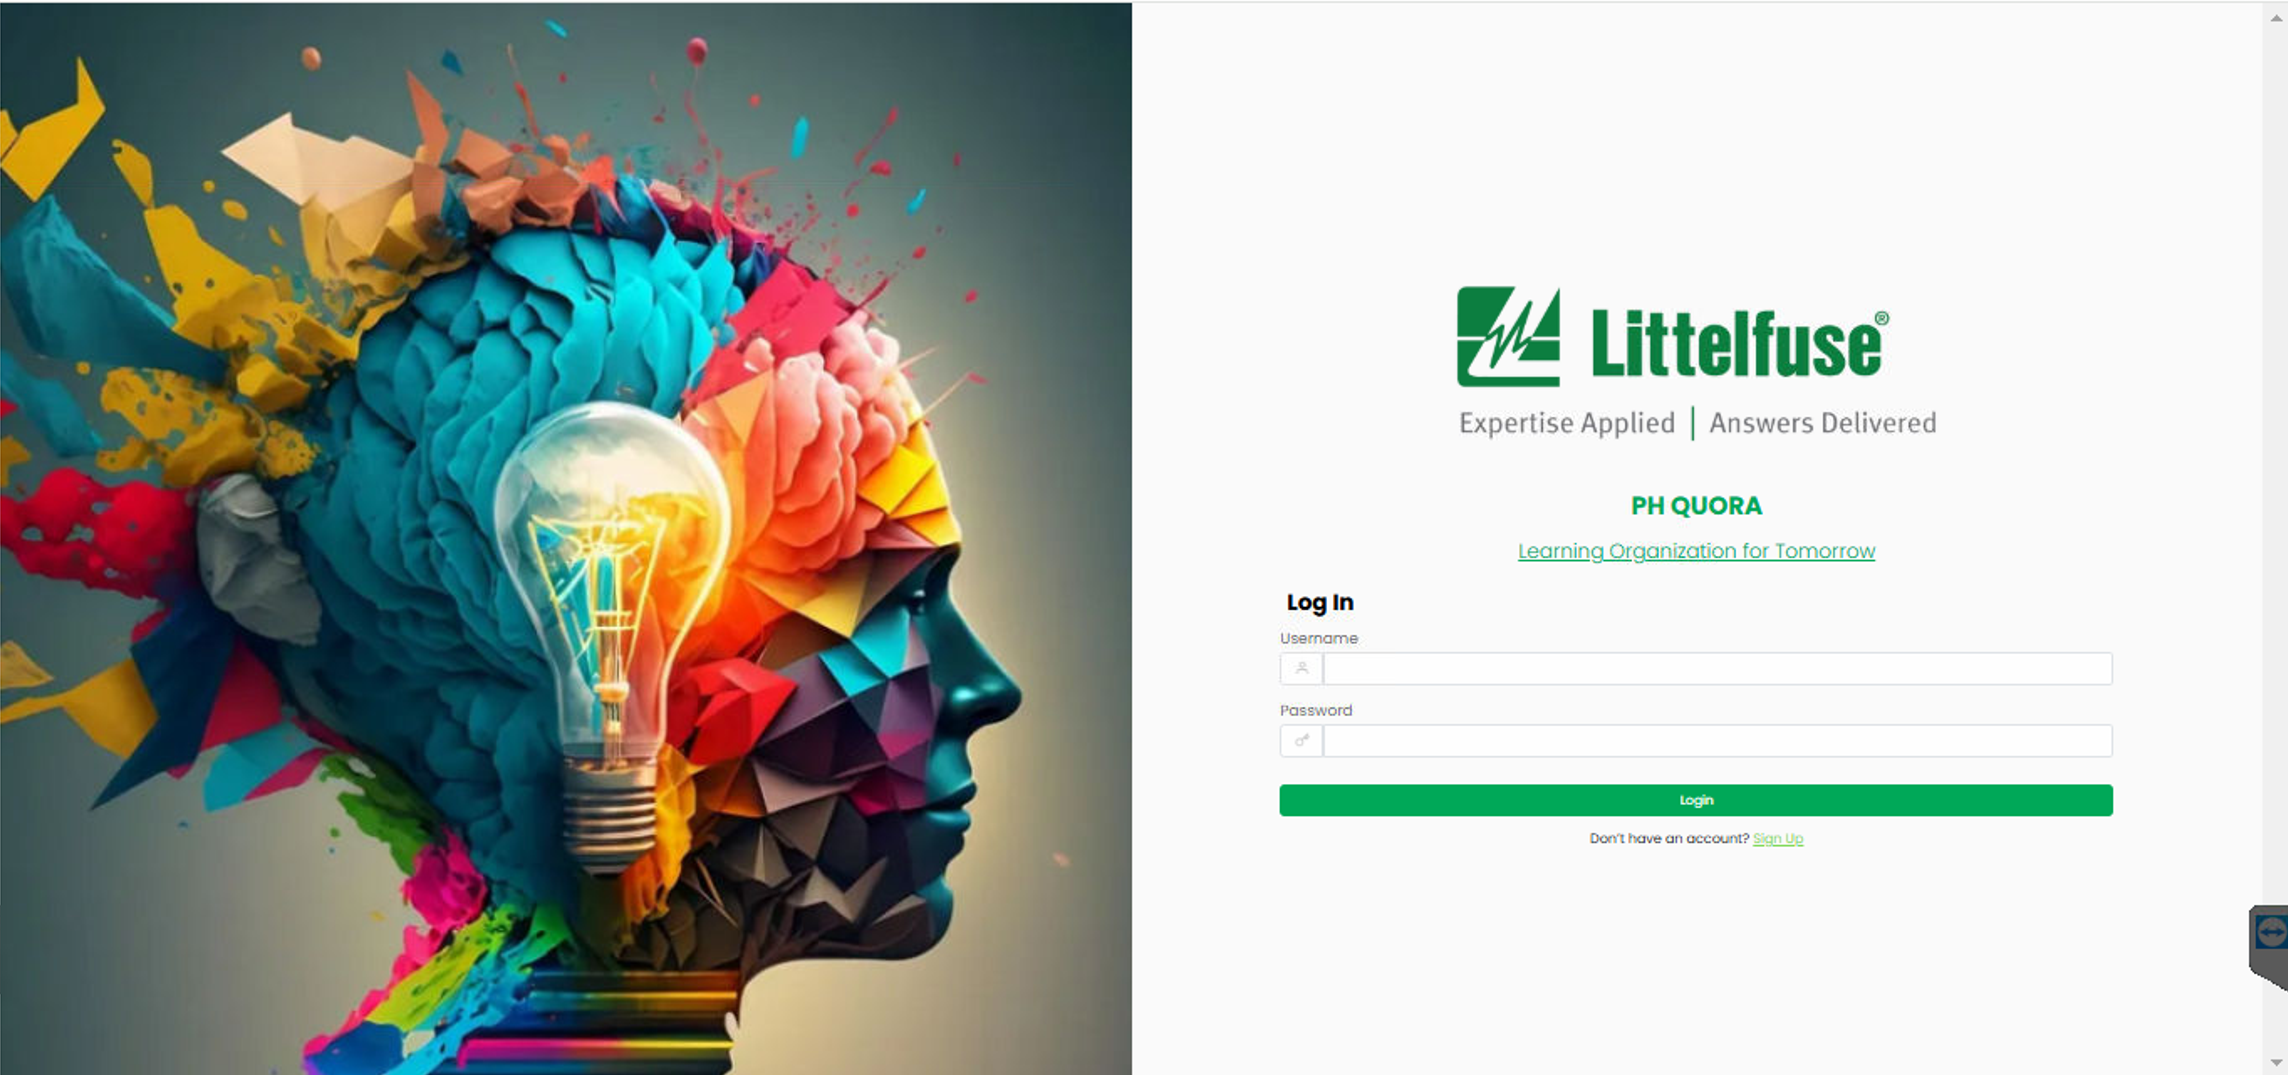 Littelfuse®
Expertise Applied | Answers Delivered
PH QUORA
Learning Organization for Tomorrow
Log In
Username
Password
Login
Don't have an account? Sign Up